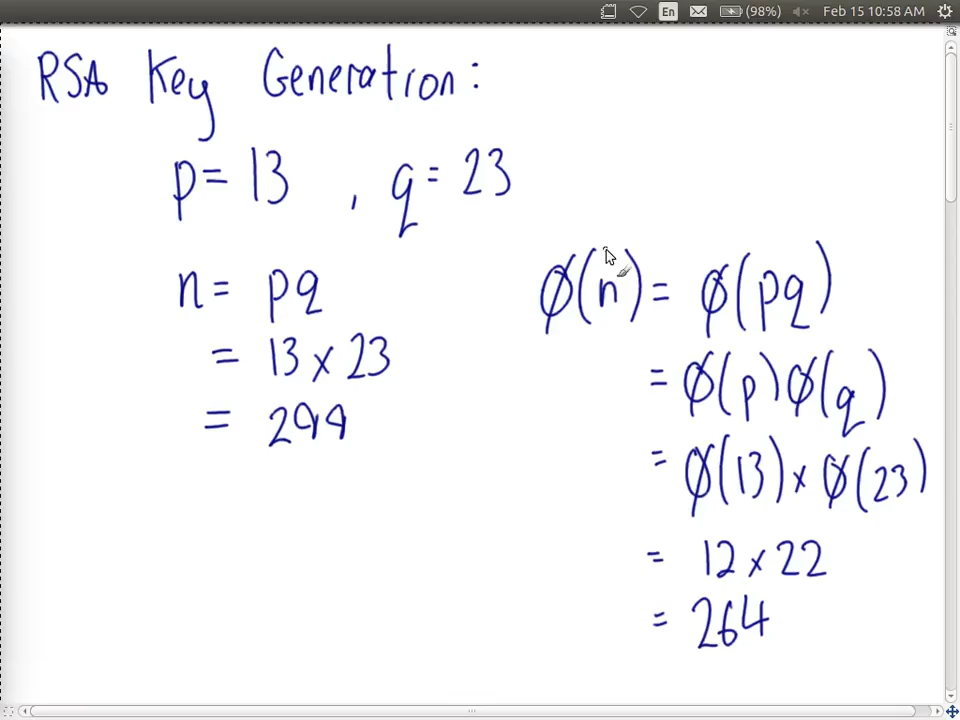 En (98%) Feb 15 10:58 AM
RSA Key Generation:
p= 13 , q= 23
n= pq
= 13 x 23
= 299
ø(n)= ø(pq)
= ø(p)ø(q)
= ø(13)xø(23)
= 12 x 22
= 264